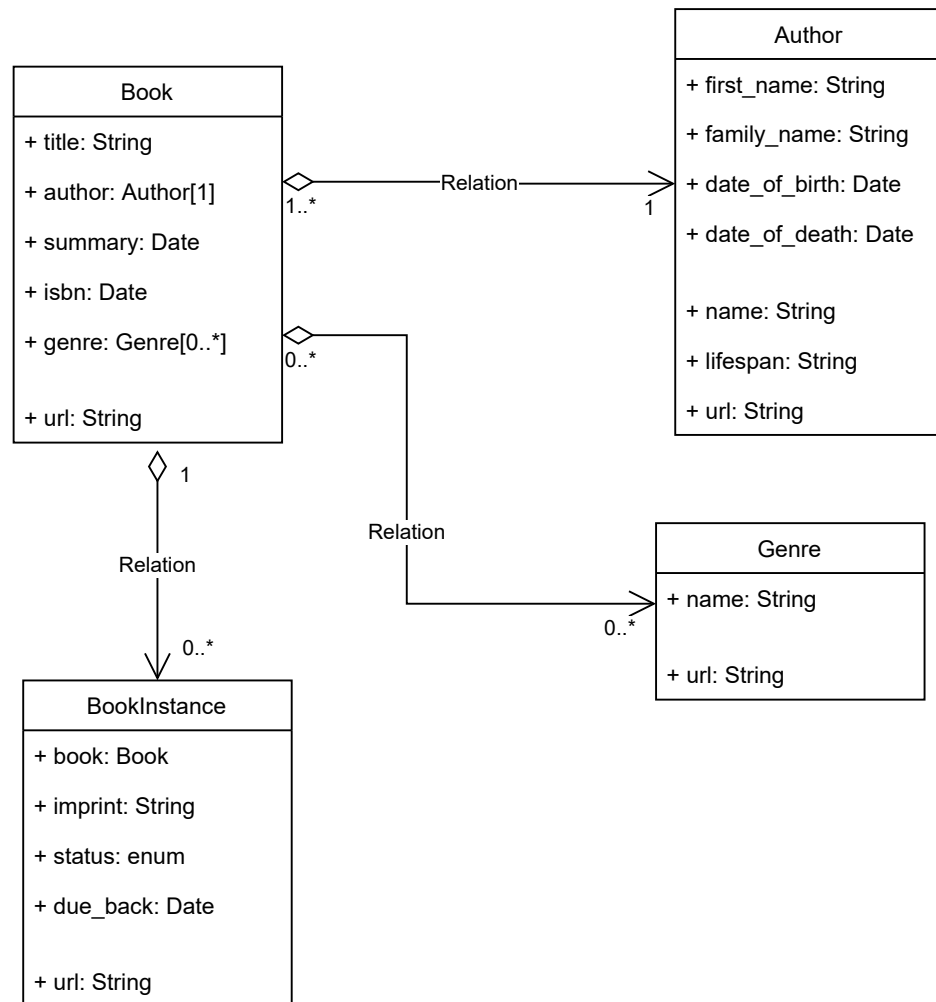 Book
+ title: String
+ author: Author[1]
+ summary: Date
+ isbn: Date
+ genre: Genre[0..*]
+ url: String
Relation
1..*
1
Author
+ first_name: String
+ family_name: String
+ date_of_birth: Date
+ date_of_death: Date
+ name: String
+ lifespan: String
+ url: String
0..*
Relation
0..*
Genre
+ name: String
+ url: String
1
Relation
0..*
BookInstance
+ book: Book
+ imprint: String
+ status: enum
+ due_back: Date
+ url: String